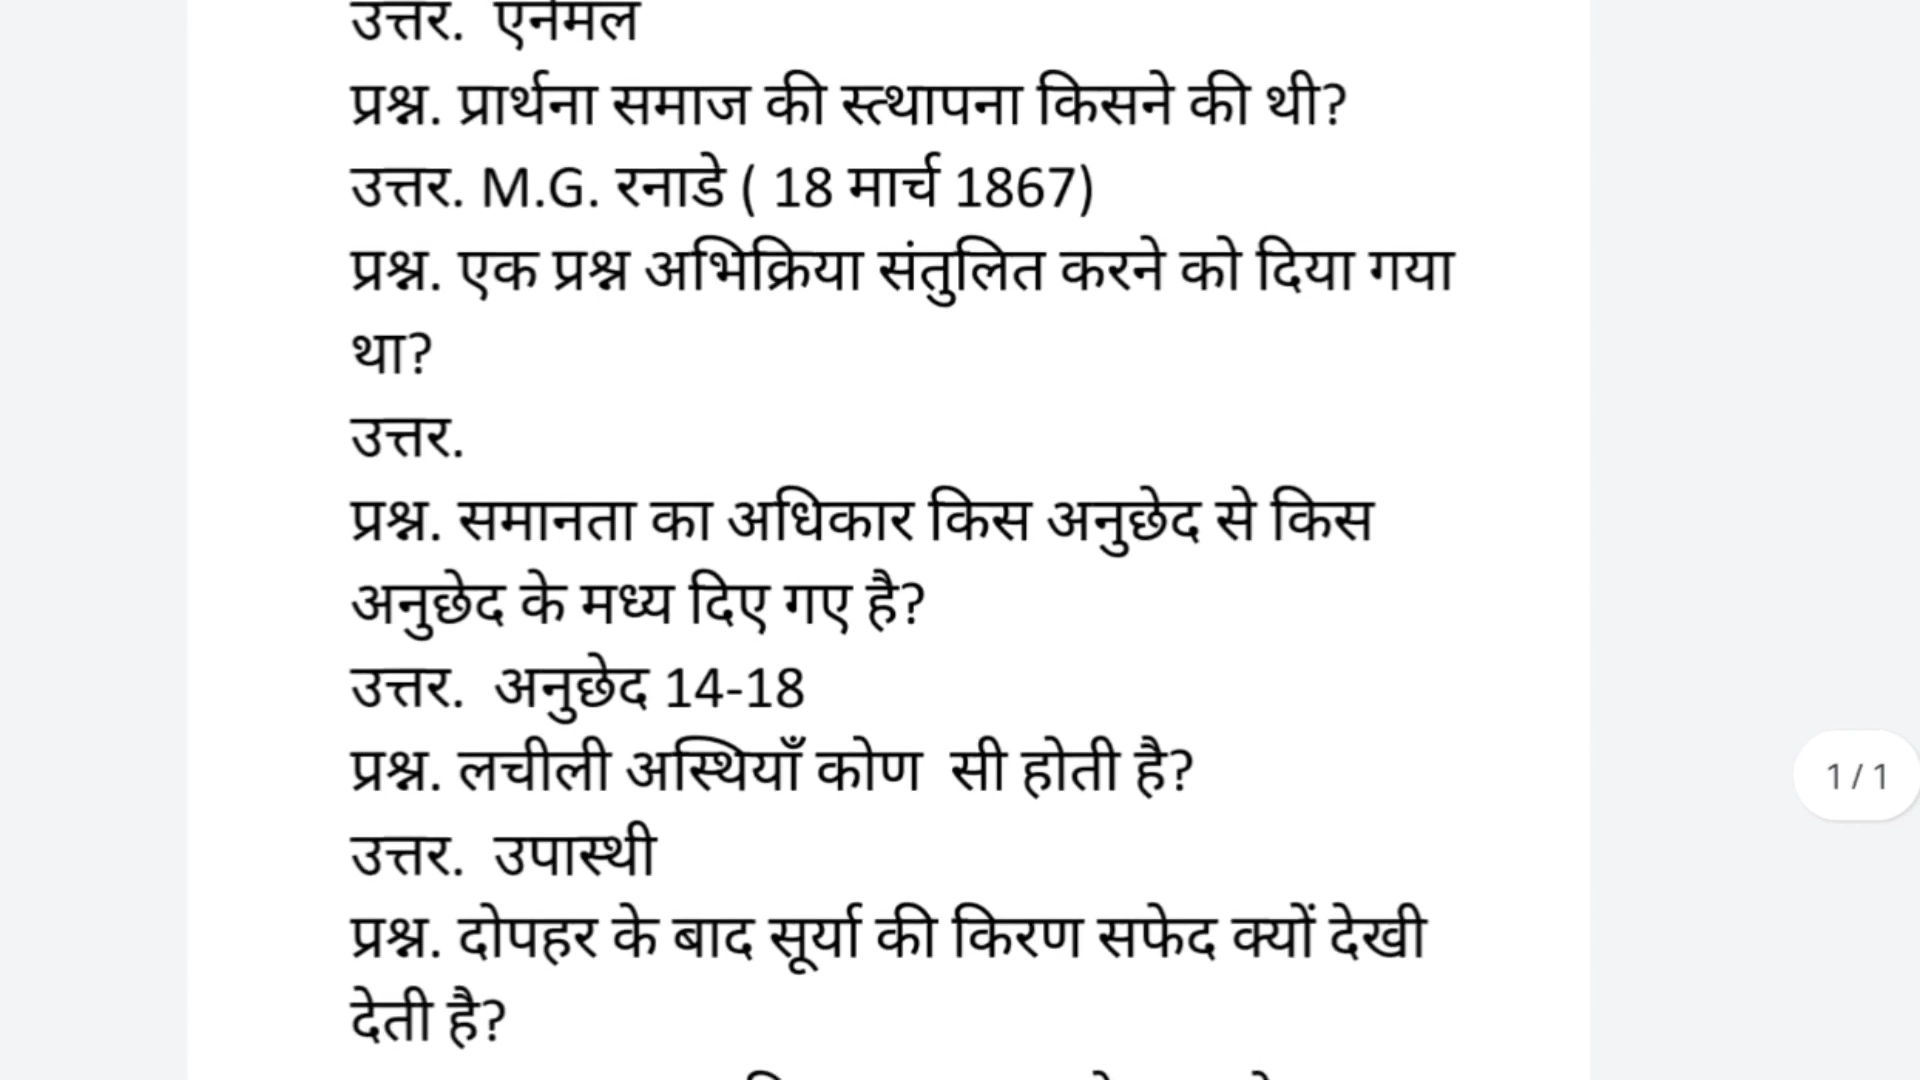 उत्तर.  एनेमल
प्रश्न. प्रार्थना समाज की स्त्थापना किसने की थी?
उत्तर. M.G. रनाडे ( 18 मार्च 1867)
प्रश्न. एक प्रश्न अभिक्रिया संतुलित करने को दिया गया
था?
उत्तर.
प्रश्न. समानता का अधिकार किस अनुछेद से किस
अनुछेद के मध्य दिए गए है?
उत्तर.  अनुछेद 14-18
प्रश्न. लचीली अस्थियाँ कोण  सी होती है?
उत्तर.  उपास्थी
प्रश्न. दोपहर के बाद सूर्या की किरण सफेद क्यों देखी
देती है?
1 / 1